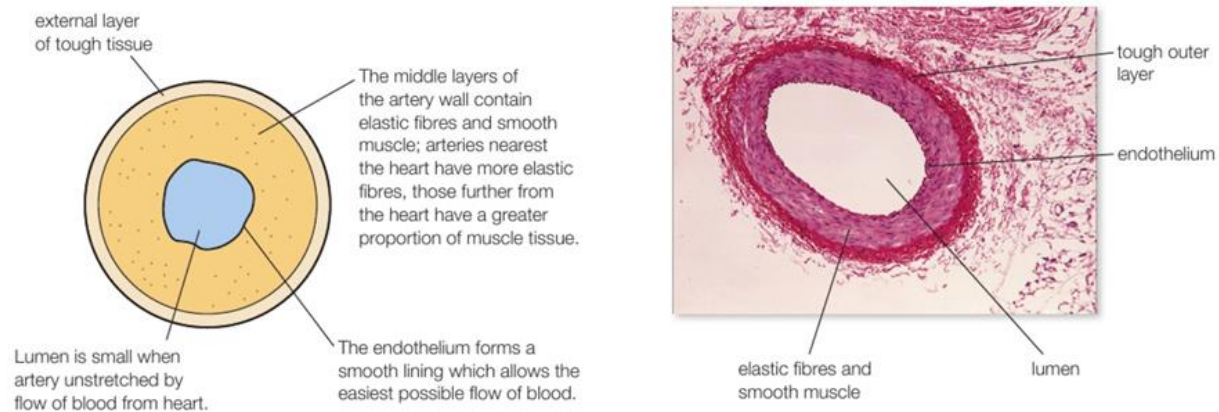 external layer
of tough tissue
The middle layers of
the artery wall contain
elastic fibres and smooth
muscle; arteries nearest
the heart have more elastic
fibres, those further from
the heart have a greater
proportion of muscle tissue.
Lumen is small when
artery unstretched by
flow of blood from heart.
The endothelium forms a
smooth lining which allows the
easiest possible flow of blood.
tough outer
layer
endothelium
elastic fibres and
smooth muscle
lumen